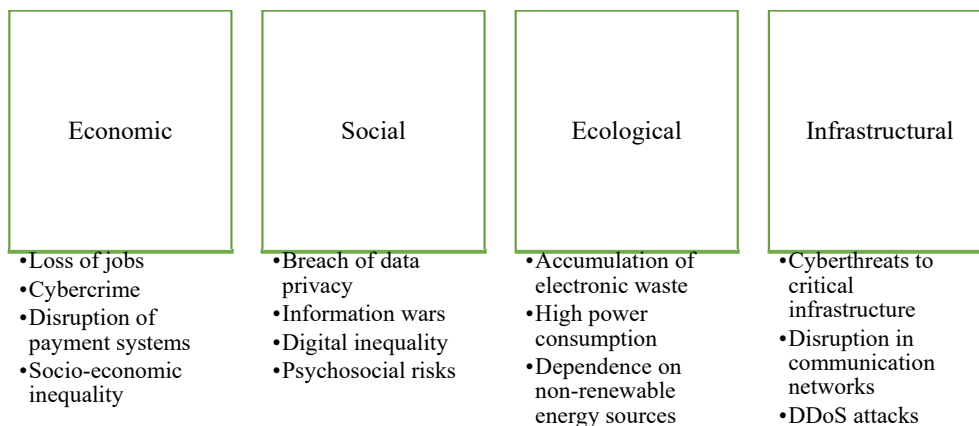 Economic
•Loss of jobs
•Cybercrime
•Disruption of
payment systems
•Socio-economic
inequality
Social
•Breach of data
privacy
•Information wars
•Digital inequality
•Psychosocial risks
Ecological
•Accumulation of
electronic waste
•High power
consumption
•Dependence on
non-renewable
energy sources
Infrastructural
•Cyberthreats to
critical
infrastructure
•Disruption in
communication
networks
•DDoS attacks